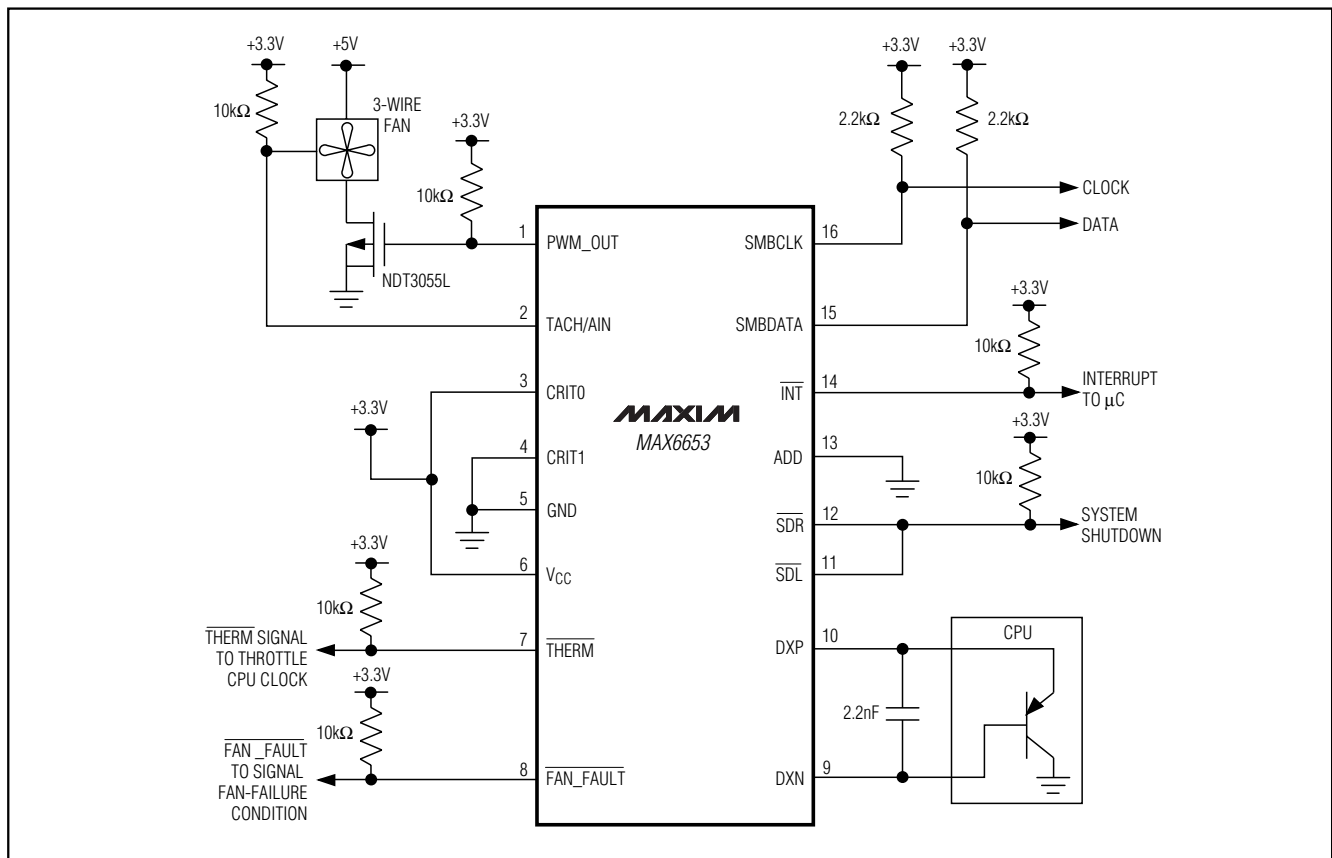 +3.3V
+5V
10kΩ
3-WIRE
FAN
+3.3V
10kΩ
NDT3055L
+3.3V
+3.3V
2.2kΩ
2.2kΩ
CLOCK
DATA
1
PWM_OUT
2
TACH/AIN
3
CRIT0
+3.3V
4
CRIT1
5
GND
6
VCC
+3.3V
10kΩ
7
THERM
THERM SIGNAL
TO THROTTLE
CPU CLOCK
+3.3V
10kΩ
8
FAN_FAULT
FAN _FAULT
TO SIGNAL
FAN-FAILURE
CONDITION
MAXIM
MAX6653
SMBCLK
16
SMBDATA
15
+3.3V
10kΩ
INT
14
INTERRUPT
TO µC
ADD
13
+3.3V
10kΩ
SDR
12
SYSTEM
SHUTDOWN
SDL
11
DXP
10
CPU
2.2nF
DXN
9